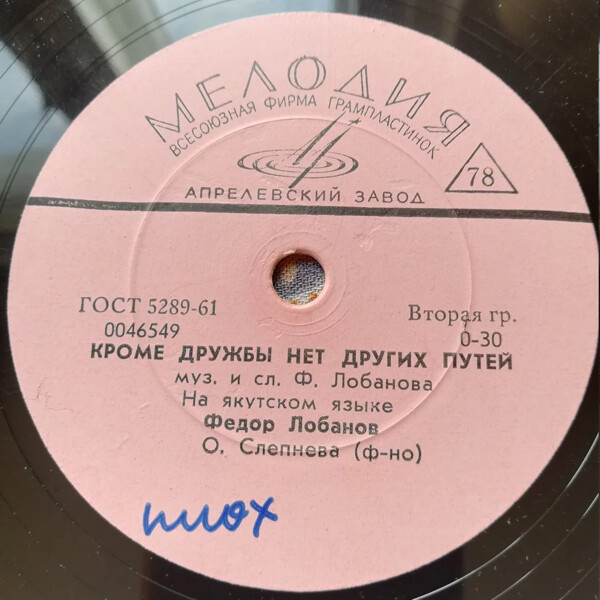 МЕЛОДИЯ
ВСЕСОЮЗНАЯ ФИРМА ГРАМПЛАСТИНОК
78
АПРЕЛЕВСКИЙ ЗАВОД
ГОСТ 5289-61
Вторая гр.
0046549
0-30
КРОМЕ ДРУЖБЫ НЕТ ДРУГИХ ПУТЕЙ
муз. и сл. Ф. Лобанова
На якутском языке
Федор Лобанов
О. Слепнева (ф-но)
плох